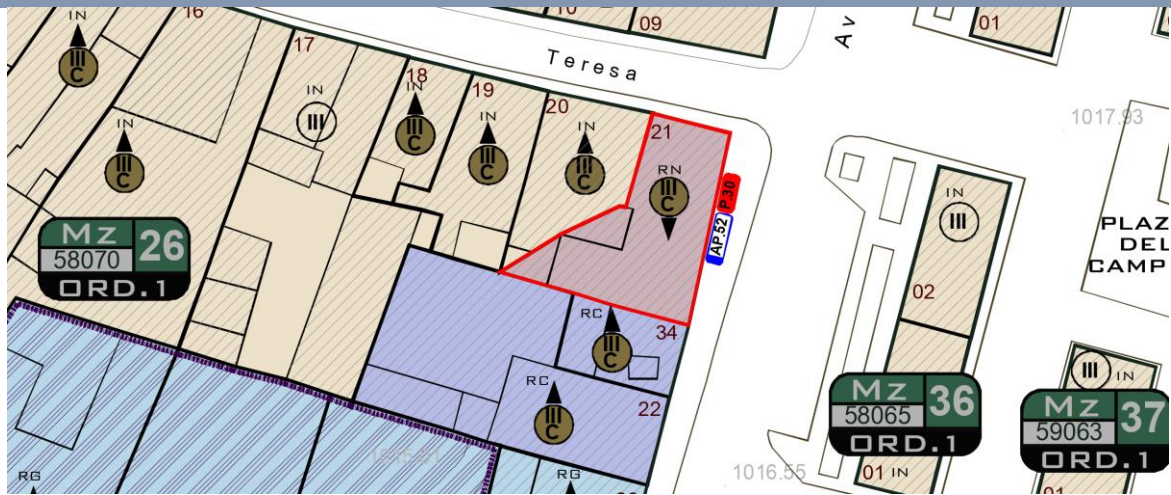 16
IN
III
C
10
09
Teresa
Av
01
1017.93
17
IN
III
18
IN
III
C
19
IN
III
C
20
IN
III
C
21
RN
III
C
P.30
AP.52
IN
III
C
IN
III
02
PLAZ
DEL
CAMP
Mz 26
58070
ORD.1
RC
III
C
34
RC
III
C
22
Mz 36
58065
ORD.1
III IN
Mz 37
59063
ORD.1
RG
RG
1016.55
01 IN
01